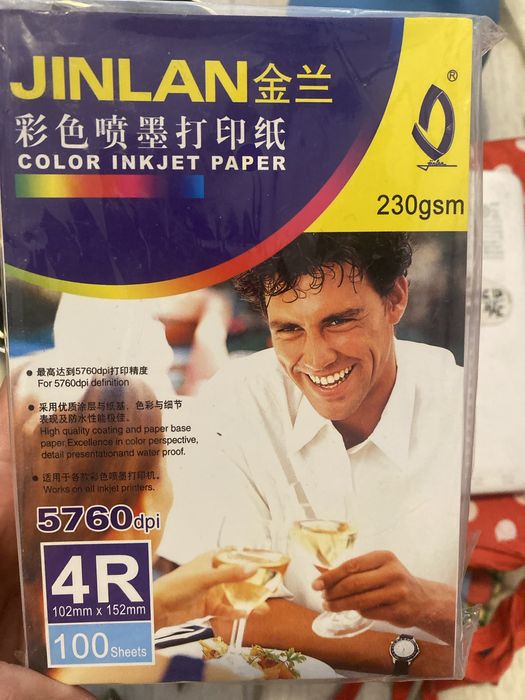 JINLAN金兰
®
彩色喷墨打印纸
COLOR INKJET PAPER
jinlan
230gsm
最高达到5760dpi打印精度
For 5760dpi definition
采用优质涂层与纸基、色彩与细节
表现及防水性能极佳。
High quality coating and paper base
paper.Excellence in color perspective,
detail presentationand water proof.
适用于各款彩色喷墨打印机。
Works on all inkjet printers.
5760dpi
4R
102mm x 152mm
100 Sheets